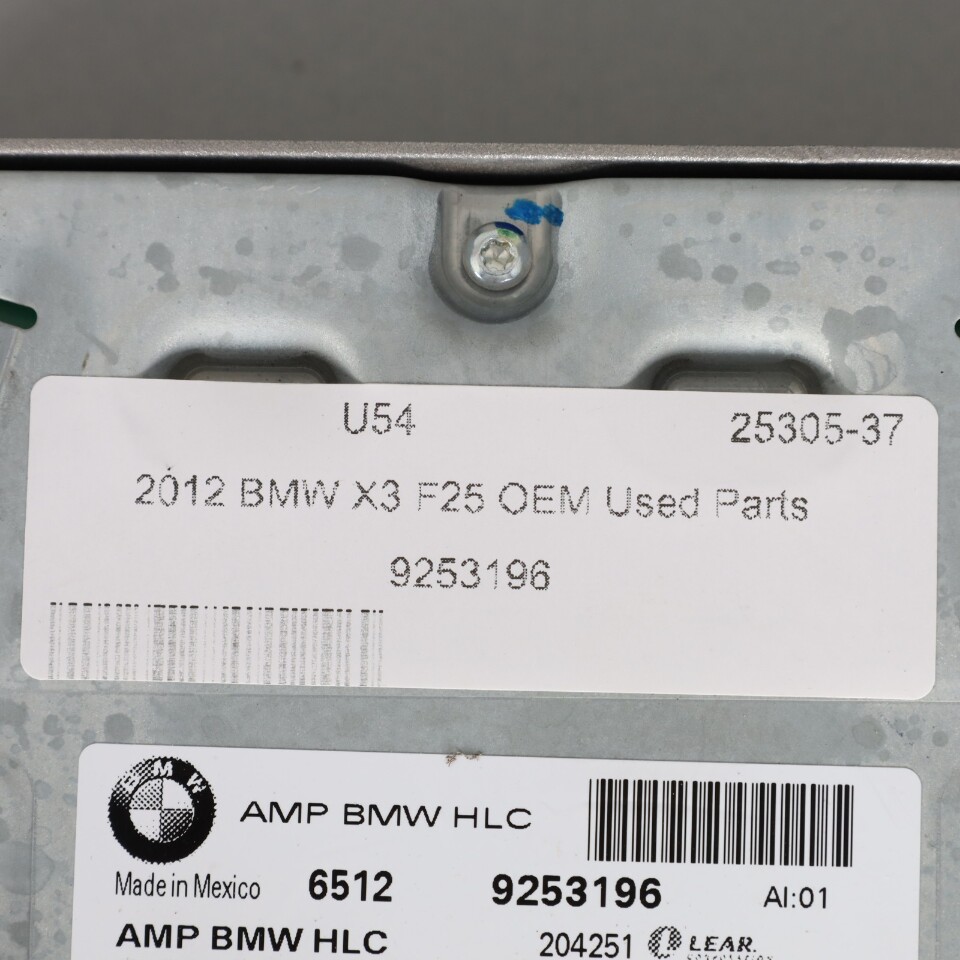 U54 25305-37
2012 BMW X3 F25 OEM Used Parts
9253196
BMW AMP BMW HLC
Made in Mexico 6512 9253196 AI:01
AMP BMW HLC 204251 LEAR.